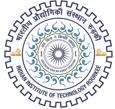 भारतीय प्रौद्योगिकी संस्थान रुड़की
INDIAN INSTITUTE OF TECHNOLOGY ROORKEE